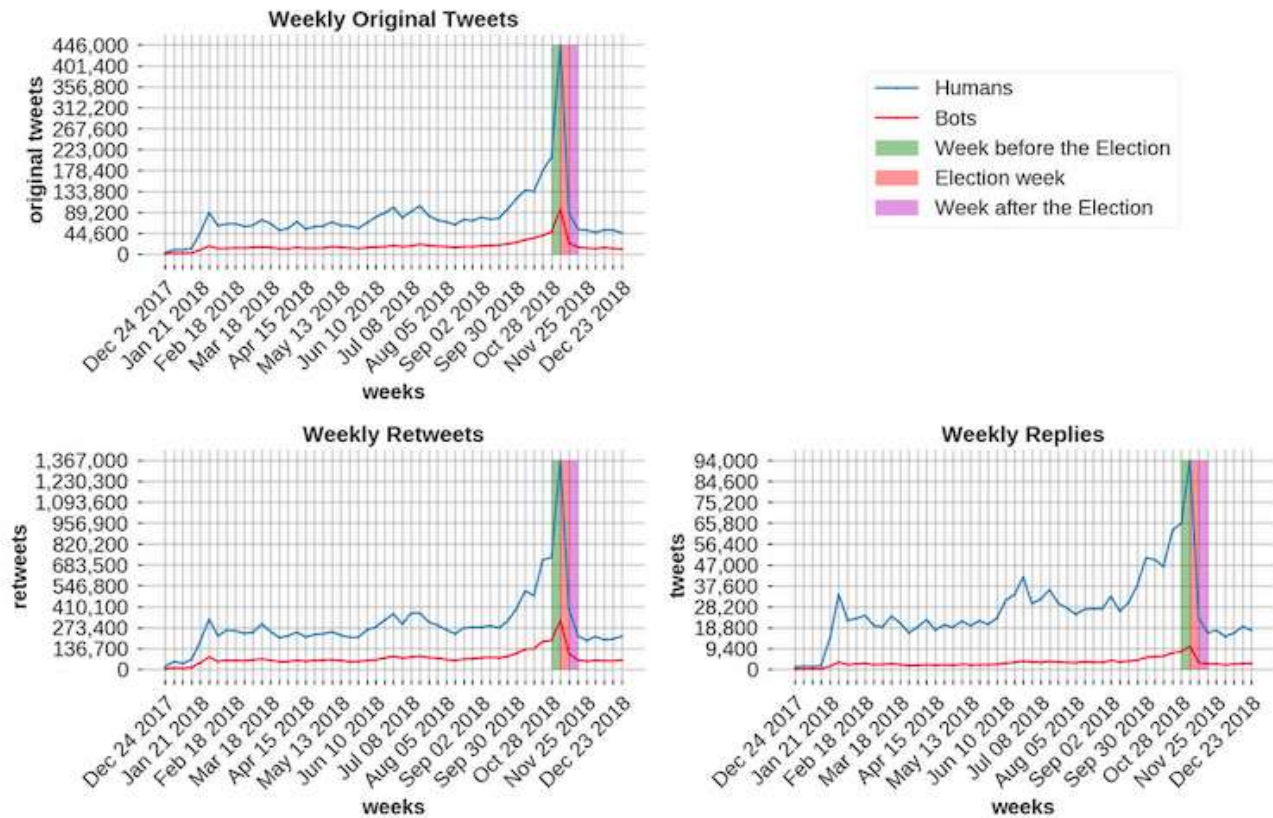 Weekly Original Tweets
original tweets
446,000
401,400
356,800
312,200
267,600
223,000
178,400
133,800
89,200
44,600
0
Dec 24 2017
Jan 21 2018
Feb 18 2018
Mar 18 2018
Apr 15 2018
May 13 2018
Jun 10 2018
Jul 08 2018
Aug 05 2018
Sep 02 2018
Sep 30 2018
Oct 28 2018
Nov 25 2018
Dec 23 2018
weeks
Humans
Bots
Week before the Election
Election week
Week after the Election
Weekly Retweets
retweets
1,367,000
1,230,300
1,093,600
956,900
820,200
683,500
546,800
410,100
273,400
136,700
0
Dec 24 2017
Jan 21 2018
Feb 18 2018
Mar 18 2018
Apr 15 2018
May 13 2018
Jun 10 2018
Jul 08 2018
Aug 05 2018
Sep 02 2018
Sep 30 2018
Oct 28 2018
Nov 25 2018
Dec 23 2018
weeks
Weekly Replies
tweets
94,000
84,600
75,200
65,800
56,400
47,000
37,600
28,200
18,800
9,400
0
Dec 24 2017
Jan 21 2018
Feb 18 2018
Mar 18 2018
Apr 15 2018
May 13 2018
Jun 10 2018
Jul 08 2018
Aug 05 2018
Sep 02 2018
Sep 30 2018
Oct 28 2018
Nov 25 2018
Dec 23 2018
weeks